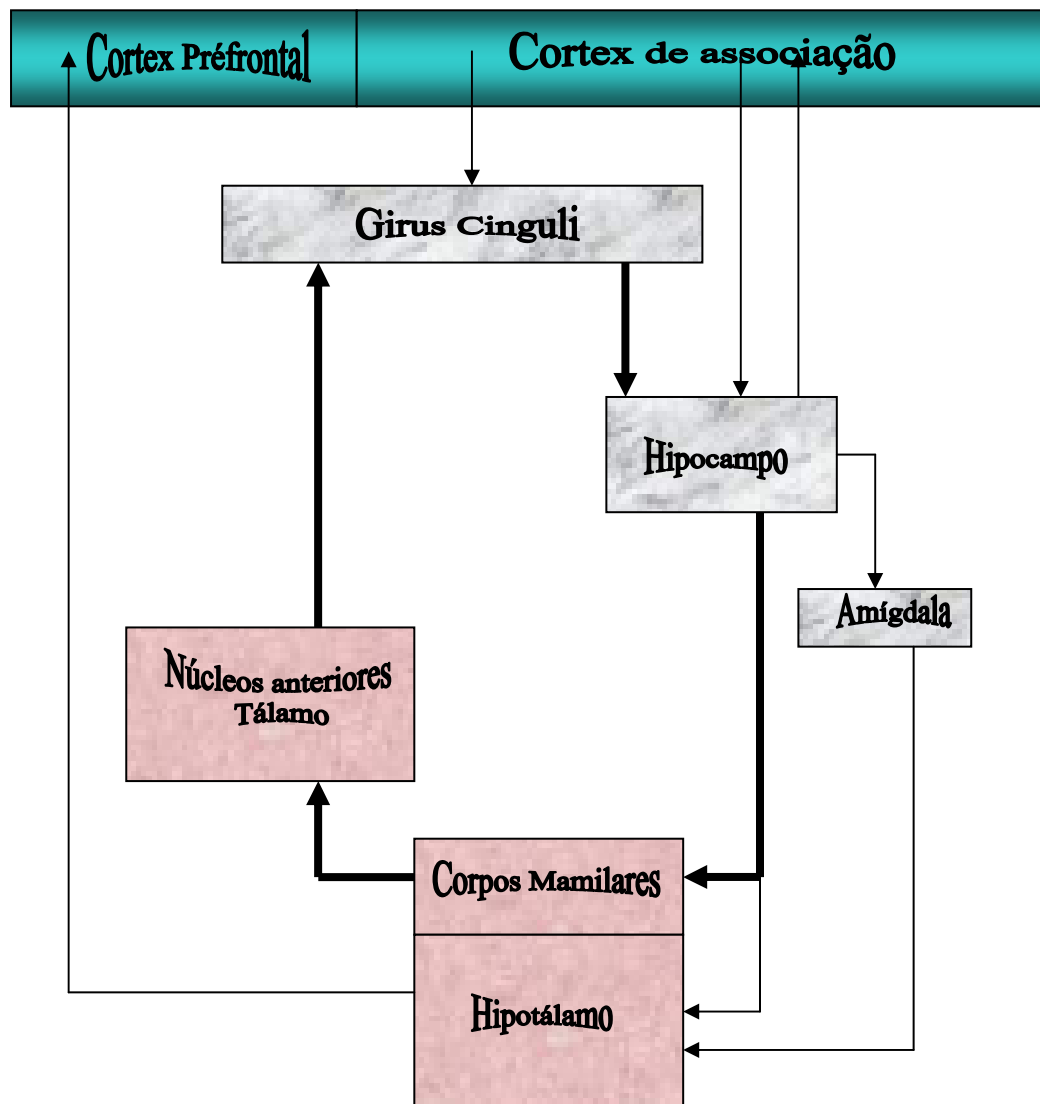 Cortex Préfrontal
Cortex de associação
Girus Cinguli
Hipocampo
Amígdala
Núcleos anteriores
Tálamo
Corpos Mamilares
Hipotálamo